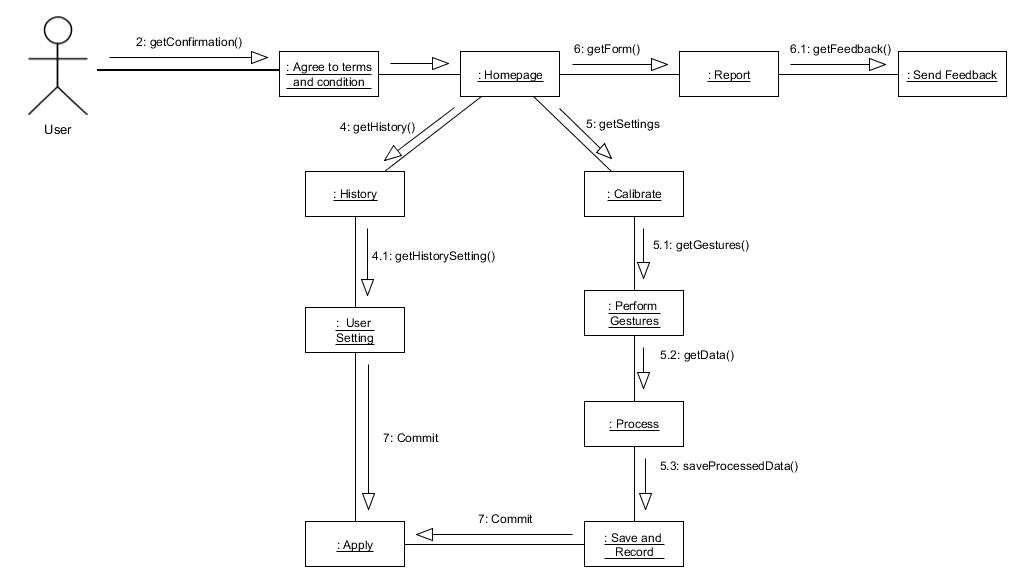 2: getConfirmation()
6: getForm()
6.1: getFeedback()
: Agree to terms
and condition
: Homepage
: Report
: Send Feedback
User
4: getHistory()
5: getSettings
: History
: Calibrate
4.1: getHistorySetting()
5.1: getGestures()
: User
Setting
: Perform
Gestures
5.2: getData()
: Process
7: Commit
5.3: saveProcessedData()
7: Commit
: Apply
: Save and
Record